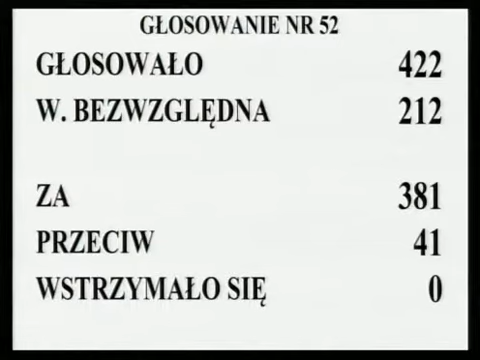 GŁOSOWANIE NR 52
GŁOSOWAŁO 422
W. BEZWZGLĘDNA 212
ZA 381
PRZECIW 41
WSTRZYMAŁO SIĘ 0